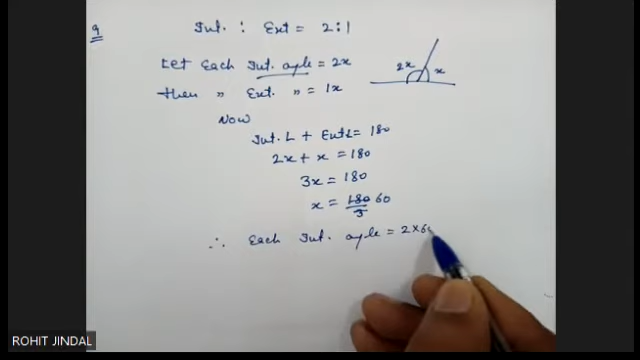 9
Int. : Ext = 2:1
Let Each Int. angle = 2x
then " Ext. " = 1x
2x x
Now
Int. L + Ext L = 180
2x + x = 180
3x = 180
x = 180/3 60
∴ Each Int. angle = 2×6
ROHIT JINDAL